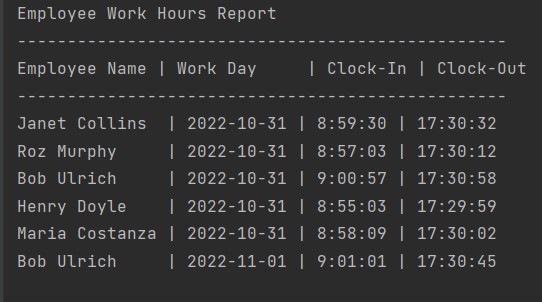 Employee Work Hours Report
-------------------------------------------------
Employee Name | Work Day     | Clock-In | Clock-Out
-------------------------------------------------
Janet Collins  | 2022-10-31 | 8:59:30 | 17:30:32
Roz Murphy     | 2022-10-31 | 8:57:03 | 17:30:12
Bob Ulrich     | 2022-10-31 | 9:00:57 | 17:30:58
Henry Doyle    | 2022-10-31 | 8:55:03 | 17:29:59
Maria Costanza | 2022-10-31 | 8:58:09 | 17:30:02
Bob Ulrich     | 2022-11-01 | 9:01:01 | 17:30:45